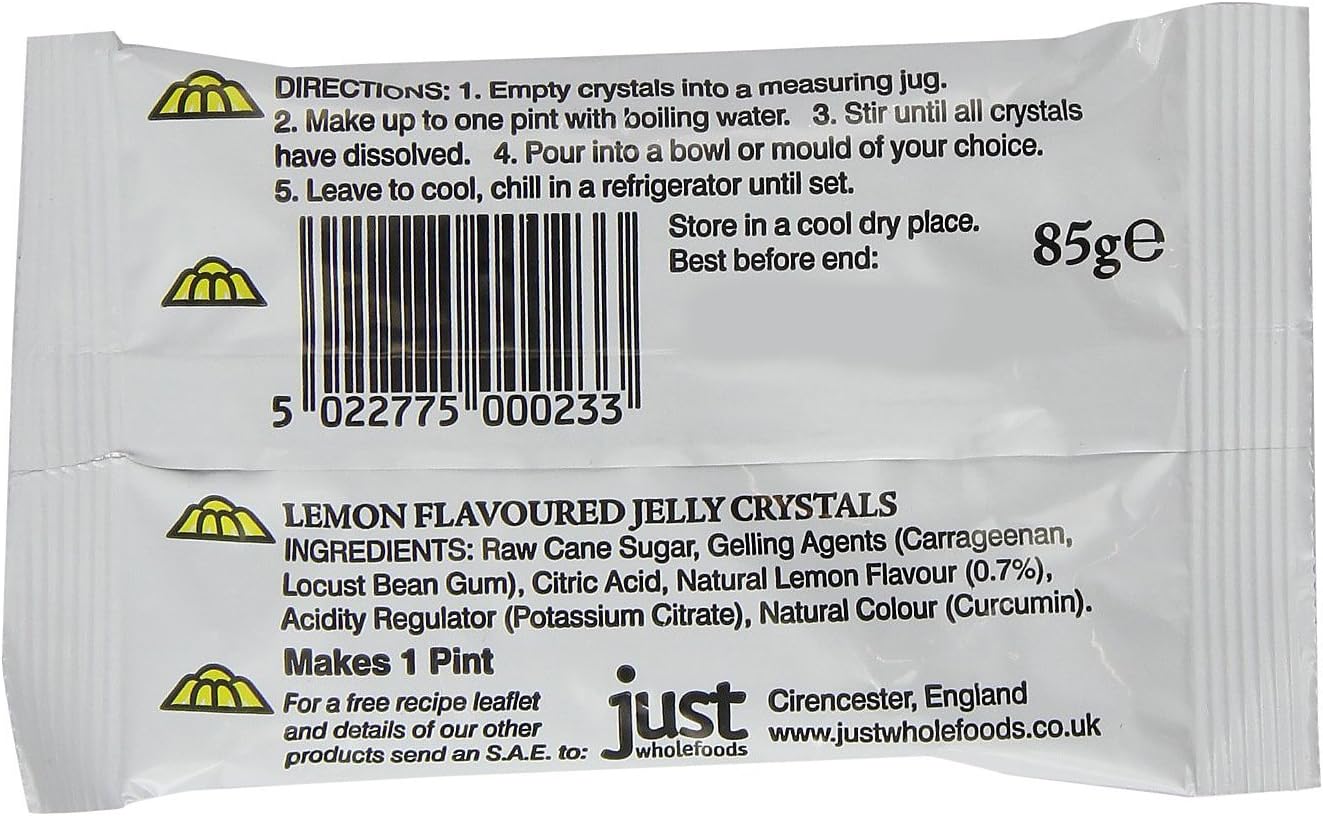 DIRECTIONS: 1. Empty crystals into a measuring jug.
2. Make up to one pint with boiling water. 3. Stir until all crystals
have dissolved. 4. Pour into a bowl or mould of your choice.
5. Leave to cool, chill in a refrigerator until set.
Store in a cool dry place.
Best before end:
85g℮
5 022775 000233
LEMON FLAVOURED JELLY CRYSTALS
INGREDIENTS: Raw Cane Sugar, Gelling Agents (Carrageenan,
Locust Bean Gum), Citric Acid, Natural Lemon Flavour (0.7%),
Acidity Regulator (Potassium Citrate), Natural Colour (Curcumin).
Makes 1 Pint
For a free recipe leaflet
and details of our other
products send an S.A.E. to:
just
wholefoods
Cirencester, England
www.justwholefoods.co.uk